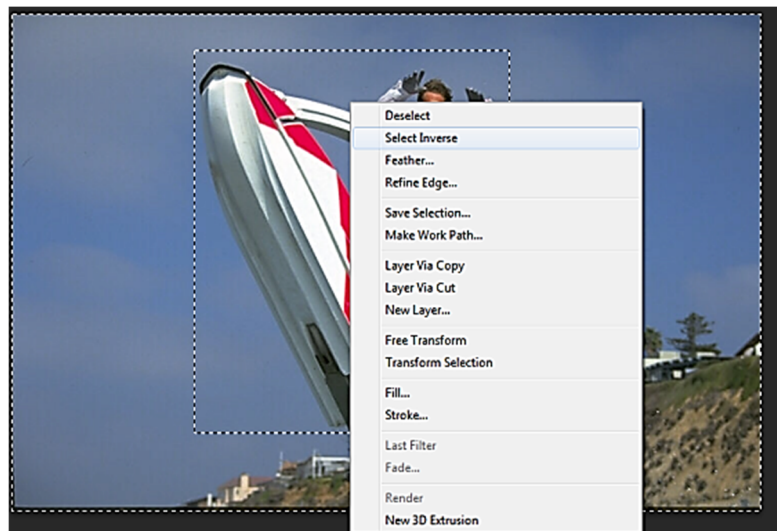 Deselect
Select Inverse
Feather...
Refine Edge...
Save Selection...
Make Work Path...
Layer Via Copy
Layer Via Cut
New Layer...
Free Transform
Transform Selection
Fill...
Stroke...
Last Filter
Fade...
Render
New 3D Extrusion